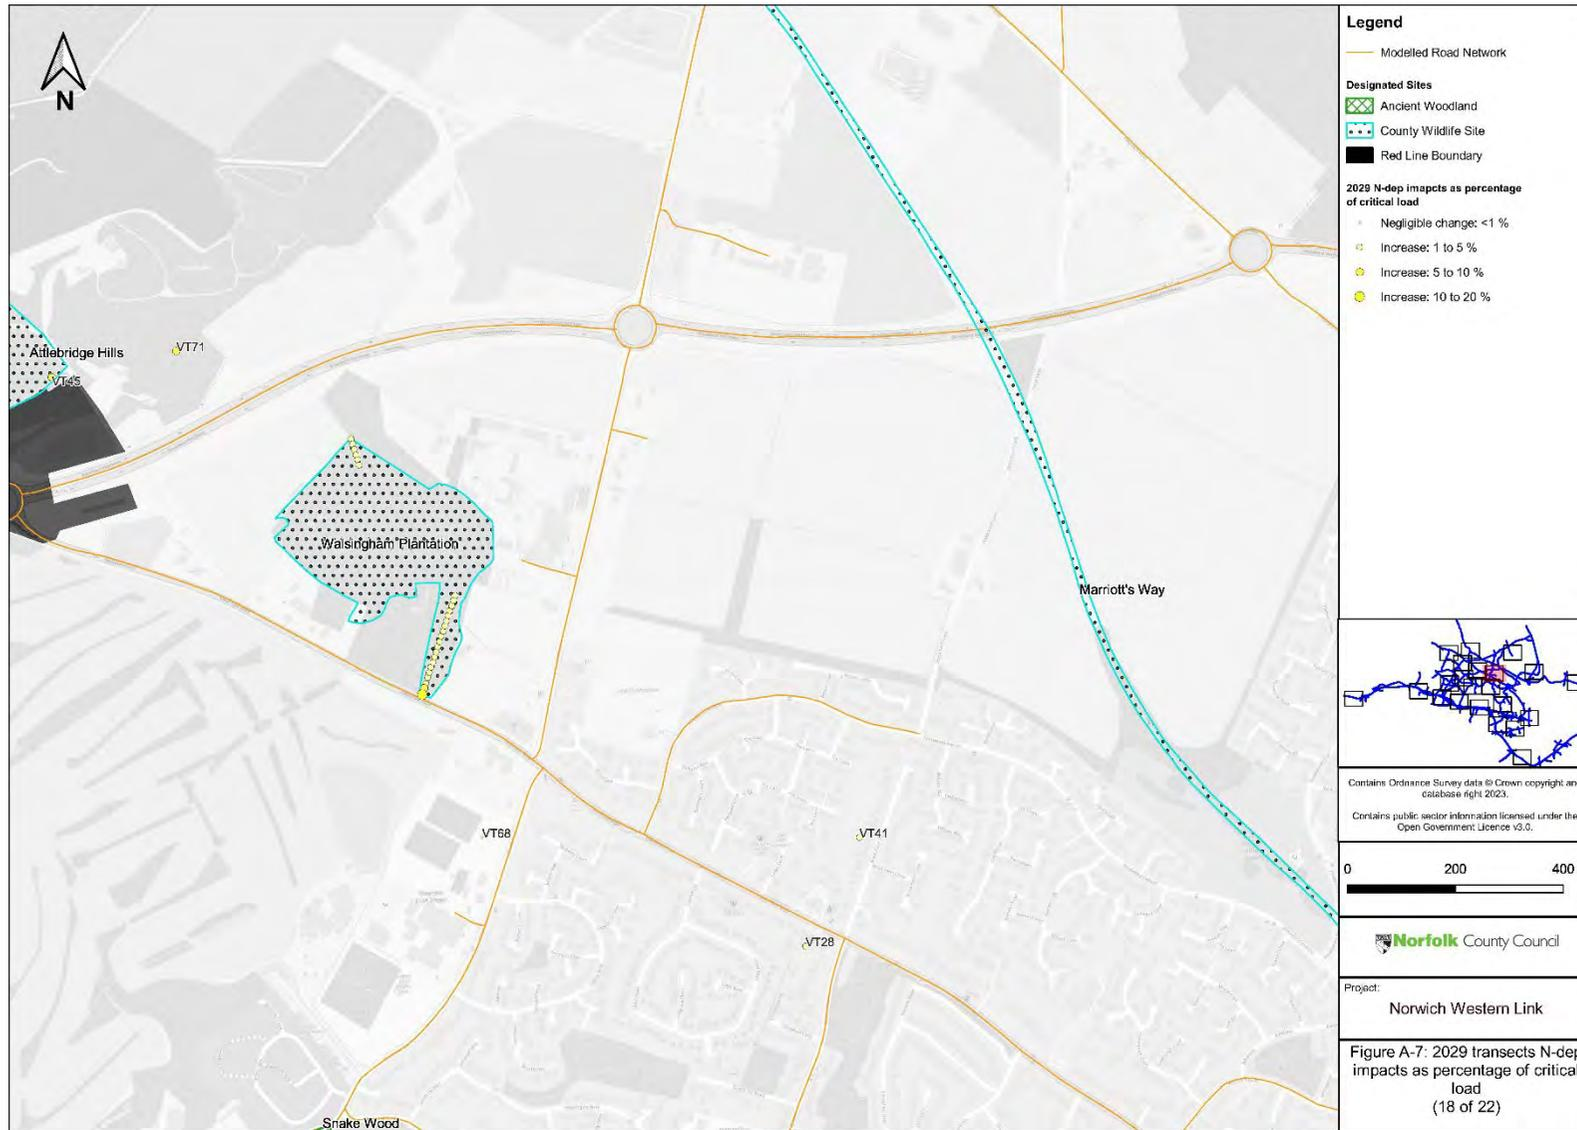 N
Attlebridge Hills
VT71
VT45
Walsingham Plantation
Marriott's Way
VT68
VT41
VT28
Snake Wood
Legend
Modelled Road Network
Designated Sites
Ancient Woodland
County Wildlife Site
Red Line Boundary
2029 N-dep imapcts as percentage
of critical load
Negligible change: <1 %
Increase: 1 to 5 %
Increase: 5 to 10 %
Increase: 10 to 20 %
Contains Ordnance Survey data © Crown copyright an
database right 2023.
Contains public sector information licensed under the
Open Government Licence v3.0.
0 200 400
Norfolk County Council
Project:
Norwich Western Link
Figure A-7: 2029 transects N-dep
impacts as percentage of critical
load
(18 of 22)